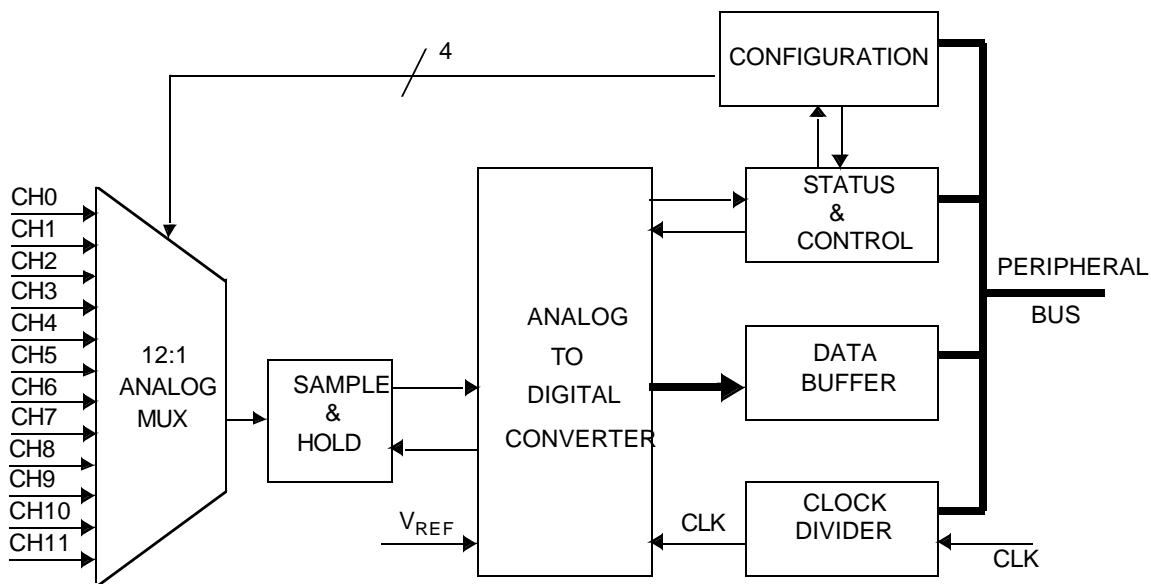 4
CONFIGURATION
CH0
CH1
CH2
CH3
CH4
CH5
CH6
CH7
CH8
CH9
CH10
CH11
12:1
ANALOG
MUX
SAMPLE
&
HOLD
VREF
ANALOG
TO
DIGITAL
CONVERTER
STATUS
&
CONTROL
DATA
BUFFER
CLOCK
DIVIDER
CLK
CLK
PERIPHERAL
BUS